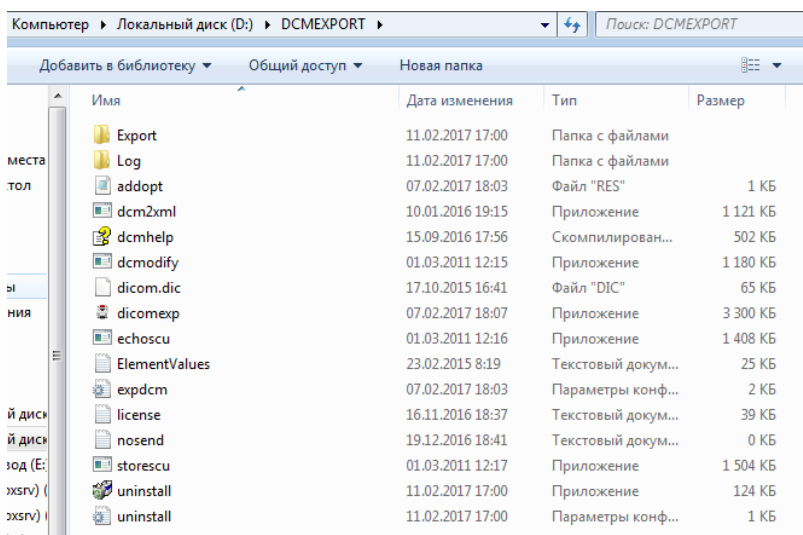 Компьютер ▸ Локальный диск (D:) ▸ DCMEXPORT ▸ Поиск: DCMEXPORT
Добавить в библиотеку Общий доступ Новая папка
Имя Дата изменения Тип Размер
Export 11.02.2017 17:00 Папка с файлами
места Log 11.02.2017 17:00 Папка с файлами
тол addopt 07.02.2017 18:03 Файл "RES" 1 КБ
dcm2xml 10.01.2016 19:15 Приложение 1 121 КБ
dcmhelp 15.09.2016 17:56 Скомпилирован... 502 КБ
dcmodify 01.03.2011 12:15 Приложение 1 180 КБ
ы dicom.dic 17.10.2015 16:41 Файл "DIC" 65 КБ
ния dicomexp 07.02.2017 18:07 Приложение 3 300 КБ
echoscu 01.03.2011 12:16 Приложение 1 408 КБ
ElementValues 23.02.2015 8:19 Текстовый докум... 25 КБ
expdcm 07.02.2017 18:03 Параметры конф... 2 КБ
й диск license 16.11.2016 18:37 Текстовый докум... 39 КБ
й диск nosend 19.12.2016 18:41 Текстовый докум... 0 КБ
вод (E: storescu 01.03.2011 12:17 Приложение 1 504 КБ
oxsrv) ( uninstall 11.02.2017 17:00 Приложение 124 КБ
oxsrv) ( uninstall 11.02.2017 17:00 Параметры конф... 1 КБ